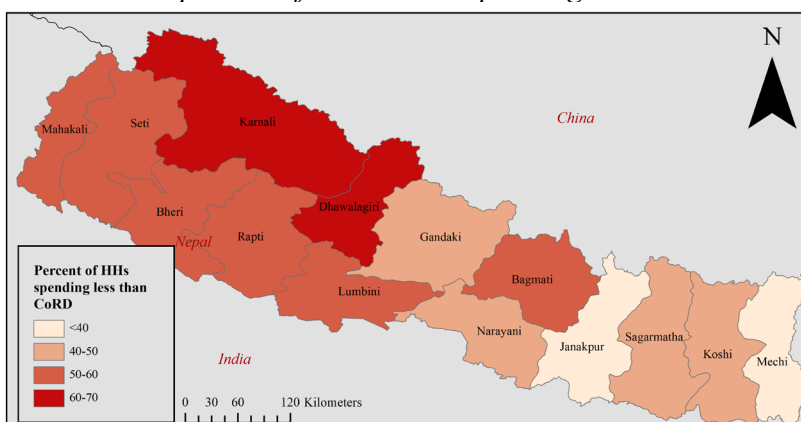 N
China
Mahakali
Seti
Karnali
Dhawalagiri
Bheri
Nepal
Rapti
Gandaki
Bagmati
Lumbini
Narayani
Janakpur
Sagarmatha
Koshi
Mechi
India
Percent of HHs
spending less than
CoRD
<40
40-50
50-60
60-70
0 30 60 120 Kilometers